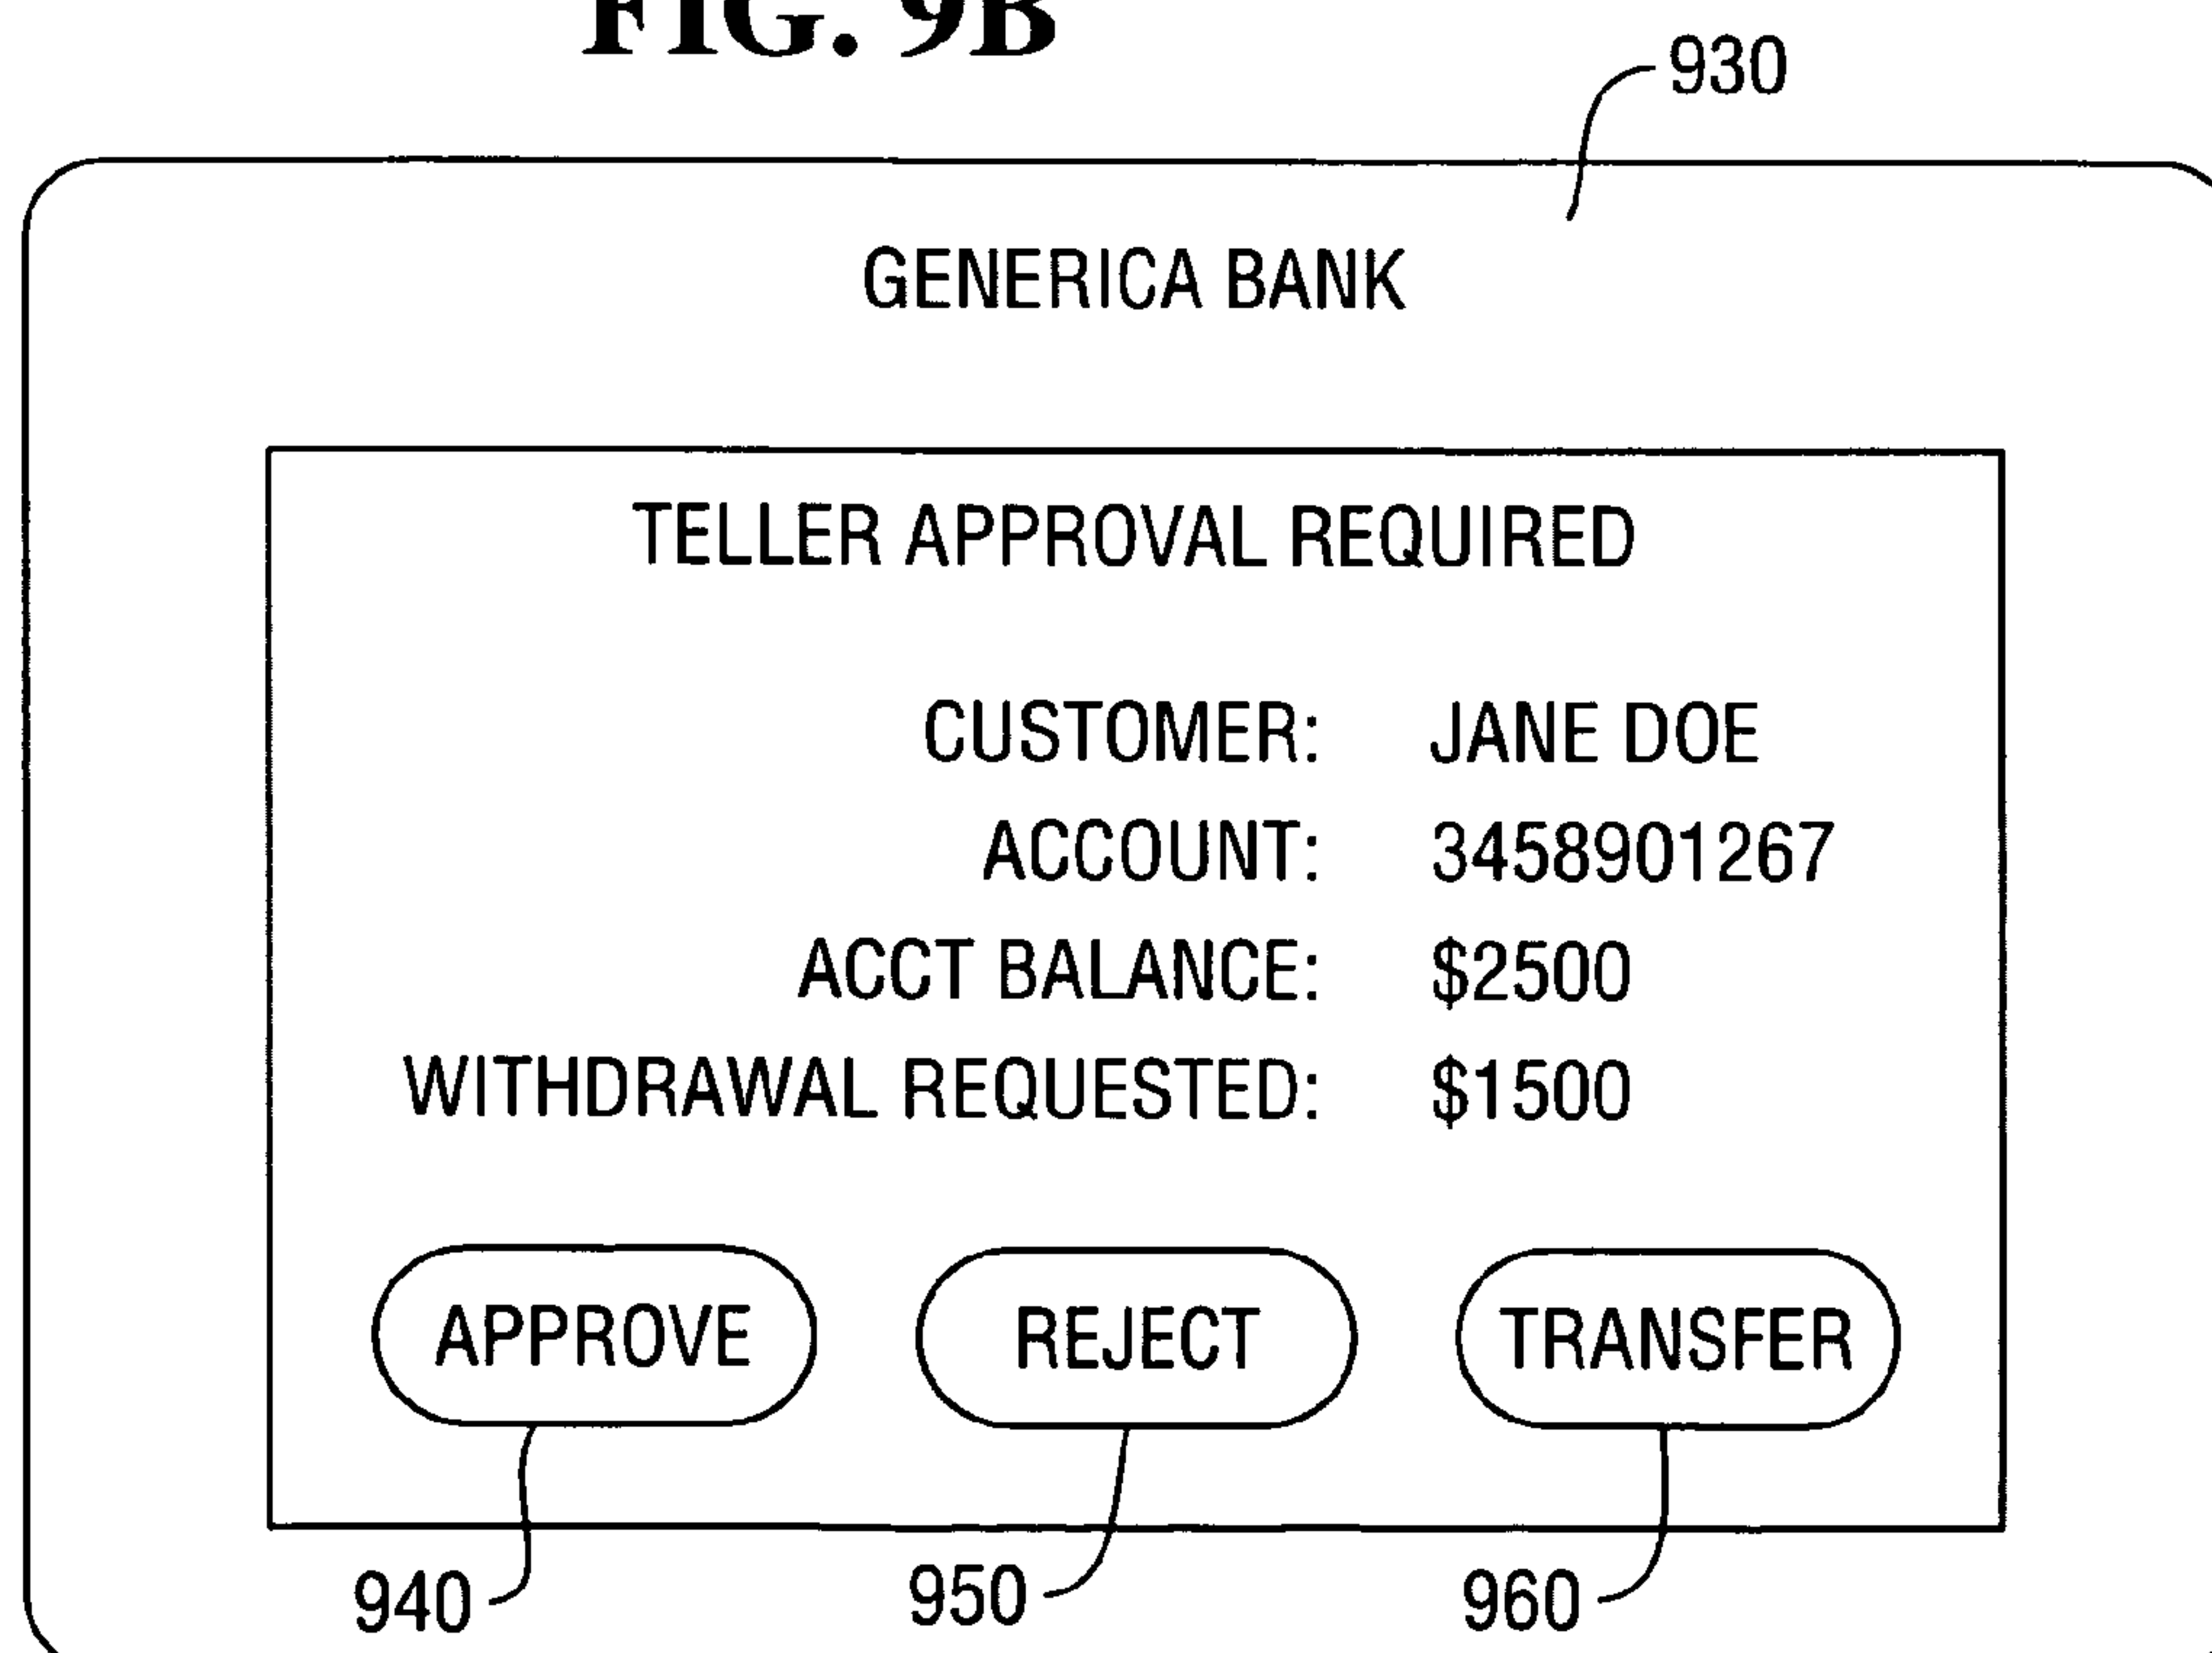 FIG. 9B
930
GENERICA BANK
TELLER APPROVAL REQUIRED
CUSTOMER: JANE DOE
ACCOUNT: 3458901267
ACCT BALANCE: $2500
WITHDRAWAL REQUESTED: $1500
APPROVE REJECT TRANSFER
940 950 960